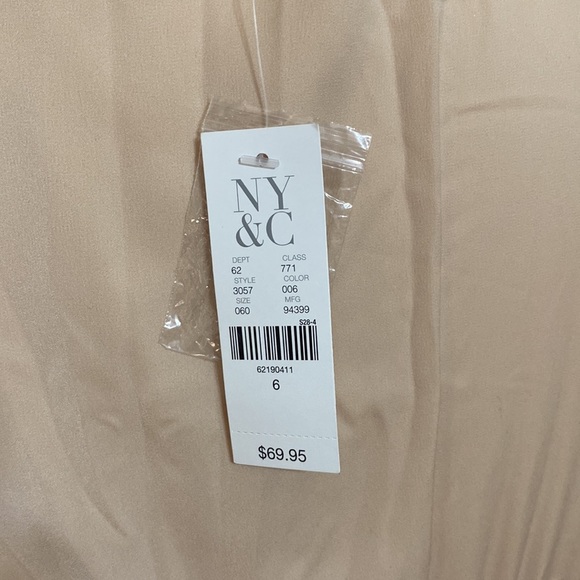 NY
&C
DEPT CLASS
62 771
STYLE COLOR
3057 006
SIZE MFG
060 94399
S28-4
62190411
6
$69.95